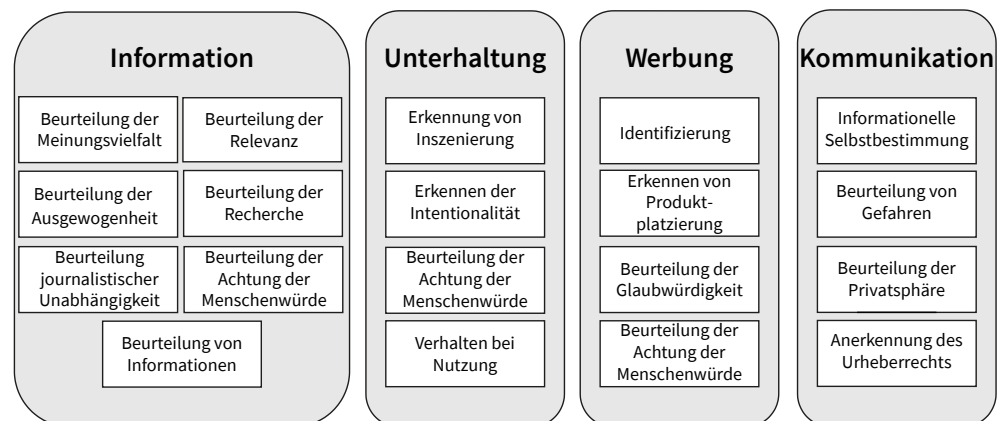 Information
Beurteilung der
Meinungsvielfalt
Beurteilung der
Relevanz
Beurteilung der
Ausgewogenheit
Beurteilung der
Recherche
Beurteilung
journalistischer
Unabhängigkeit
Beurteilung der
Achtung der
Menschenwürde
Beurteilung von
Informationen
Unterhaltung
Erkennung von
Inszenierung
Erkennen der
Intentionalität
Beurteilung der
Achtung der
Menschenwürde
Verhalten bei
Nutzung
Werbung
Identifizierung
Erkennen von
Produkt-
platzierung
Beurteilung der
Glaubwürdigkeit
Beurteilung der
Achtung der
Menschenwürde
Kommunikation
Informationelle
Selbstbestimmung
Beurteilung von
Gefahren
Beurteilung der
Privatsphäre
Anerkennung des
Urheberrechts